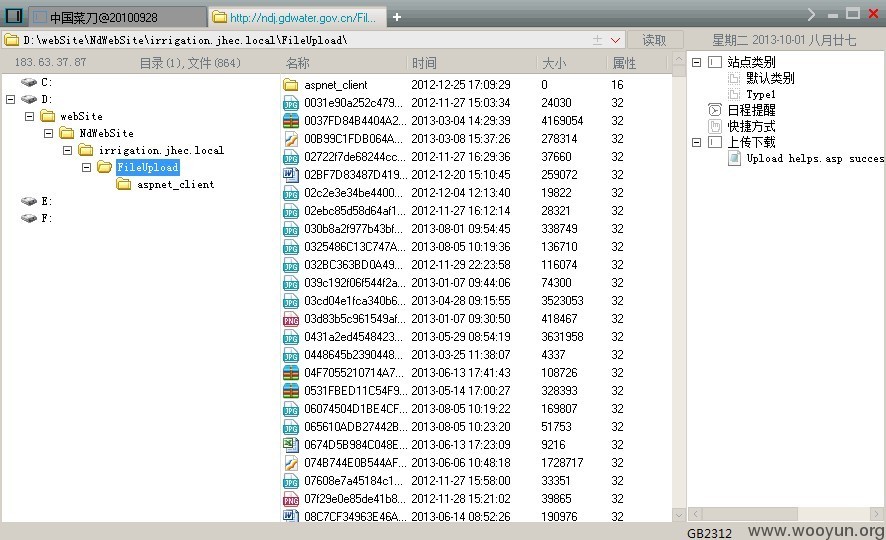 中国菜刀@20100928 http://ndj.gdwater.gov.cn/Fil...
D:\webSite\NdWebSite\irrigation.jhec.local\FileUpload\ 读取 星期二 2013-10-01 八月廿七
183.63.37.87 目录(1),文件(864) 名称 时间 大小 属性
C:
D:
webSite
NdWebSite
irrigation.jhec.local
FileUpload
aspnet_client
E:
F:
aspnet_client 2012-12-25 17:09:29 0 16
0031e90a252c479... 2012-11-27 15:03:34 24030 32
0037FD84B4404A2... 2013-03-04 14:29:39 4169054 32
00B99C1FDB064A... 2013-03-08 15:37:26 278314 32
02722f7de68244cc... 2012-11-27 16:29:36 37660 32
02BF7D83487D419... 2012-12-20 15:10:45 259072 32
02c2e3e34be4400... 2012-12-04 12:13:40 19822 32
02ebc85d58d64af1... 2012-11-27 16:12:14 28321 32
030b8a2f977b43bf... 2013-08-01 09:54:45 338749 32
0325486C13C747A... 2013-08-05 10:19:36 136710 32
032BC363BD0A49... 2012-11-29 22:23:58 116074 32
039c192f06f544f2a... 2013-01-07 09:44:06 74300 32
03cd04e1fca340b6... 2013-04-28 09:15:55 3523053 32
03d83b5c961549af... 2013-01-07 09:30:50 418467 32
0431a2ed4548423... 2013-05-29 08:54:19 3631958 32
0448645b2390448... 2013-03-25 11:38:07 4337 32
04F7055210714A7... 2013-06-13 17:41:43 108726 32
0531FBED11C54F9... 2013-05-14 17:00:27 328393 32
06074504D1BE4CF... 2013-08-05 10:19:22 169807 32
065610ADB27442B... 2013-08-05 10:23:20 51753 32
0674D5B984C048E... 2013-06-13 17:23:09 9216 32
074B744E0B544AF... 2013-06-06 10:48:18 1728717 32
07608e7a45184c1... 2012-11-27 15:58:00 33351 32
07f29e0e85de41b8... 2012-11-28 15:21:02 39865 32
08C7CF34963E46A... 2013-06-14 08:52:26 190976 32
站点类别
默认类别
Type1
日程提醒
快捷方式
上传下载
Upload helps.asp succes
GB2312
www.wooyun.org